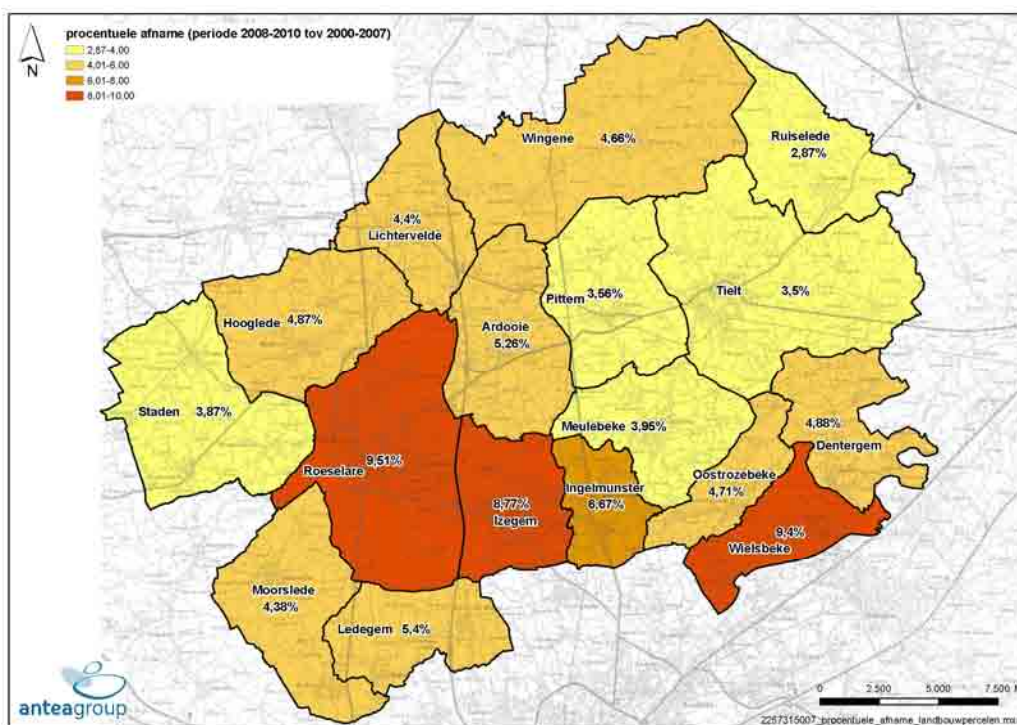 procentuele afname (periode 2008-2010 tov 2000-2007)
2,87-4,00
4,01-6,00
6,01-8,00
8,01-10,00
N
Wingene 4,66%
Ruiselede
2,87%
4,4%
Lichtervelde
Pittem 3,56%
Tielt 3,5%
Hooglede 4,87%
Ardooie
5,26%
Staden 3,87%
Meulebeke 3,95%
4,88%
Dentergem
Roeselare 9,51%
Oostrozebeke
4,71%
Ingelmunster
6,67%
8,77%
Izegem
9,4%
Wielsbeke
Moorslede
4,38%
Ledegem 5,4%
anteagroup
0 2.500 5.000 7.500 M
2257315007_procentuele_afname_landbouwpercelen.m